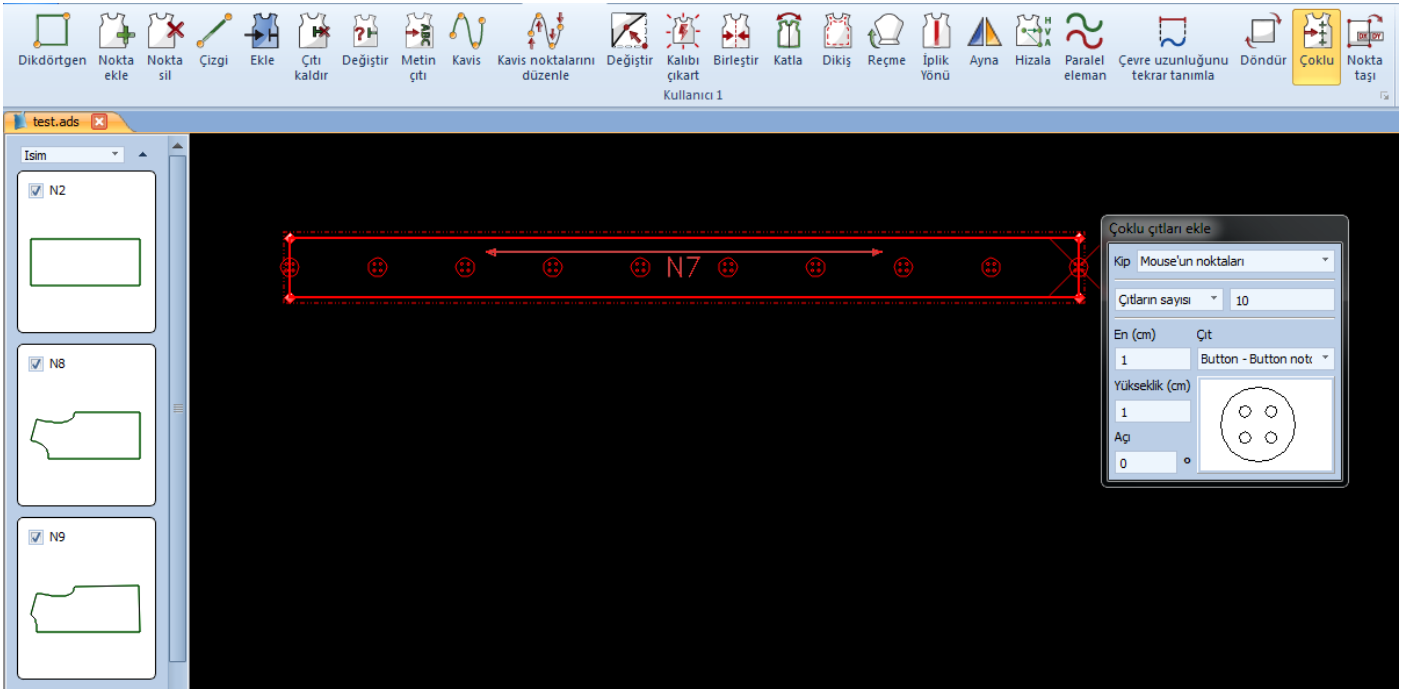 Dikdörtgen
Nokta
ekle
Nokta
sil
Çizgi
Ekle
Çıtı
kaldır
Değiştir
Metin
çıtı
Kavis
Kavis noktalarını
düzenle
Değiştir
Kalıbı
çıkart
Birleştir
Katla
Dikiş
Reçme
İplik
Yönü
Ayna
Hizala
Paralel
eleman
Çevre uzunluğunu
tekrar tanımla
Döndür
Çoklu
Nokta
taşı
Kullanıcı 1
test.ads
Isim
N2
N8
N9
N7
Çoklu çıtları ekle
Kip Mouse'un noktaları
Çıtların sayısı 10
En (cm) Çıt
1 Button - Button notc
Yükseklik (cm)
1
Açı
0 °